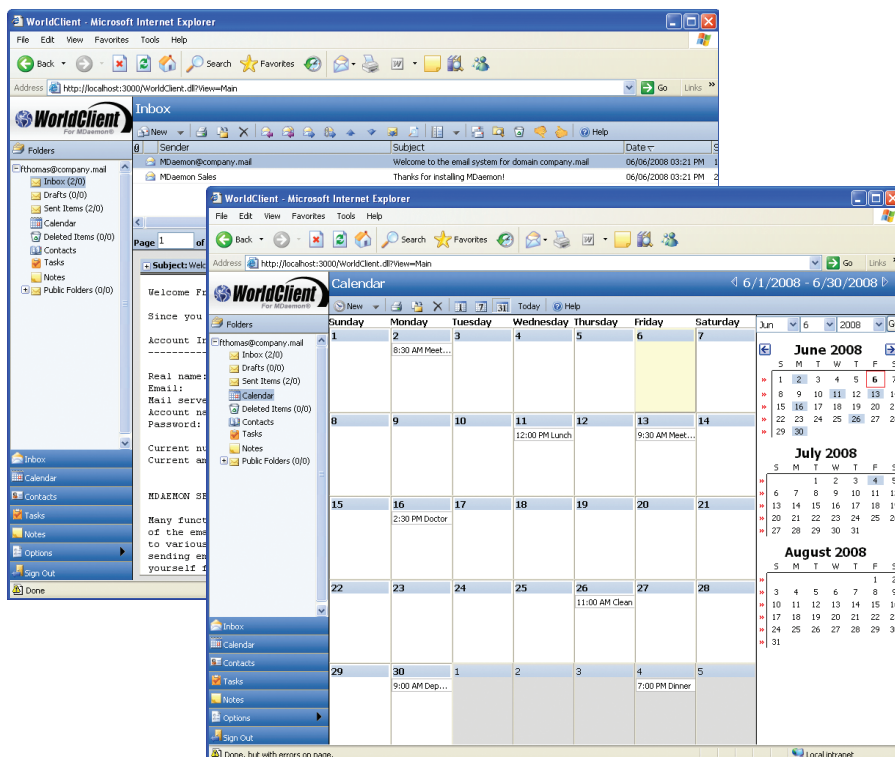 WorldClient - Microsoft Internet Explorer
File Edit View Favorites Tools Help
Back Search Favorites
Address http://localhost:3000/WorldClient.dll?View=Main Go Links »
WorldClient
For MDaemon®
Inbox
New Help
Folders
Sender Subject Date
MDaemon@company.mail Welcome to the email system for domain company.mail 06/06/2008 03:21 PM 1
MDaemon Sales Thanks for installing MDaemon! 06/06/2008 03:21 PM 2
fthomas@company.mail
Inbox (2/0)
Drafts (0/0)
Sent Items (2/0)
Calendar
Deleted Items (0/0)
Contacts
Tasks
Notes
Public Folders (0/0)
Page 1 of
Subject: Welc
Welcome Fr
Since you
Account In
----------
Real name:
Email:
Mail serve
Account na
Password:
Current nu
Current am
MDAEMON SE
Many funct
of the ema
to various
sending em
yourself f
Inbox
Calendar
Contacts
Tasks
Notes
Options
Sign Out
Done
WorldClient - Microsoft Internet Explorer
File Edit View Favorites Tools Help
Back Search Favorites
Address http://localhost:3000/WorldClient.dll?View=Main Go Links
WorldClient
For MDaemon®
Calendar 6/1/2008 - 6/30/2008
New 1 7 31 Today Help
Folders
fthomas@company.mail
Inbox (2/0)
Drafts (0/0)
Sent Items (2/0)
Calendar
Deleted Items (0/0)
Contacts
Tasks
Notes
Public Folders (0/0)
Inbox
Calendar
Contacts
Tasks
Notes
Options
Sign Out
Sunday Monday Tuesday Wednesday Thursday Friday Saturday
1 2 3 4 5 6 7
8:30 AM Meet...
8 9 10 11 12 13 14
12:00 PM Lunch 9:30 AM Meet...
15 16 17 18 19 20 21
2:30 PM Doctor
22 23 24 25 26 27 28
11:00 AM Clean
29 30 1 2 3 4 5
9:00 AM Dep... 7:00 PM Dinner
Jun 6 2008 G
June 2008
S M T W T F S
» 1 2 3 4 5 6 7
» 8 9 10 11 12 13
» 15 16 17 18 19 20
» 22 23 24 25 26 27
» 29 30
July 2008
S M T W T F S
» 1 2 3 4 5
» 6 7 8 9 10 11
» 13 14 15 16 17 18
» 20 21 22 23 24 25
» 27 28 29 30 31
August 2008
S M T W T F S
» 1 2
» 3 4 5 6 7 8 9
» 10 11 12 13 14 15
» 17 18 19 20 21 22
» 24 25 26 27 28 29
» 31
Done, but with errors on page. Local intranet